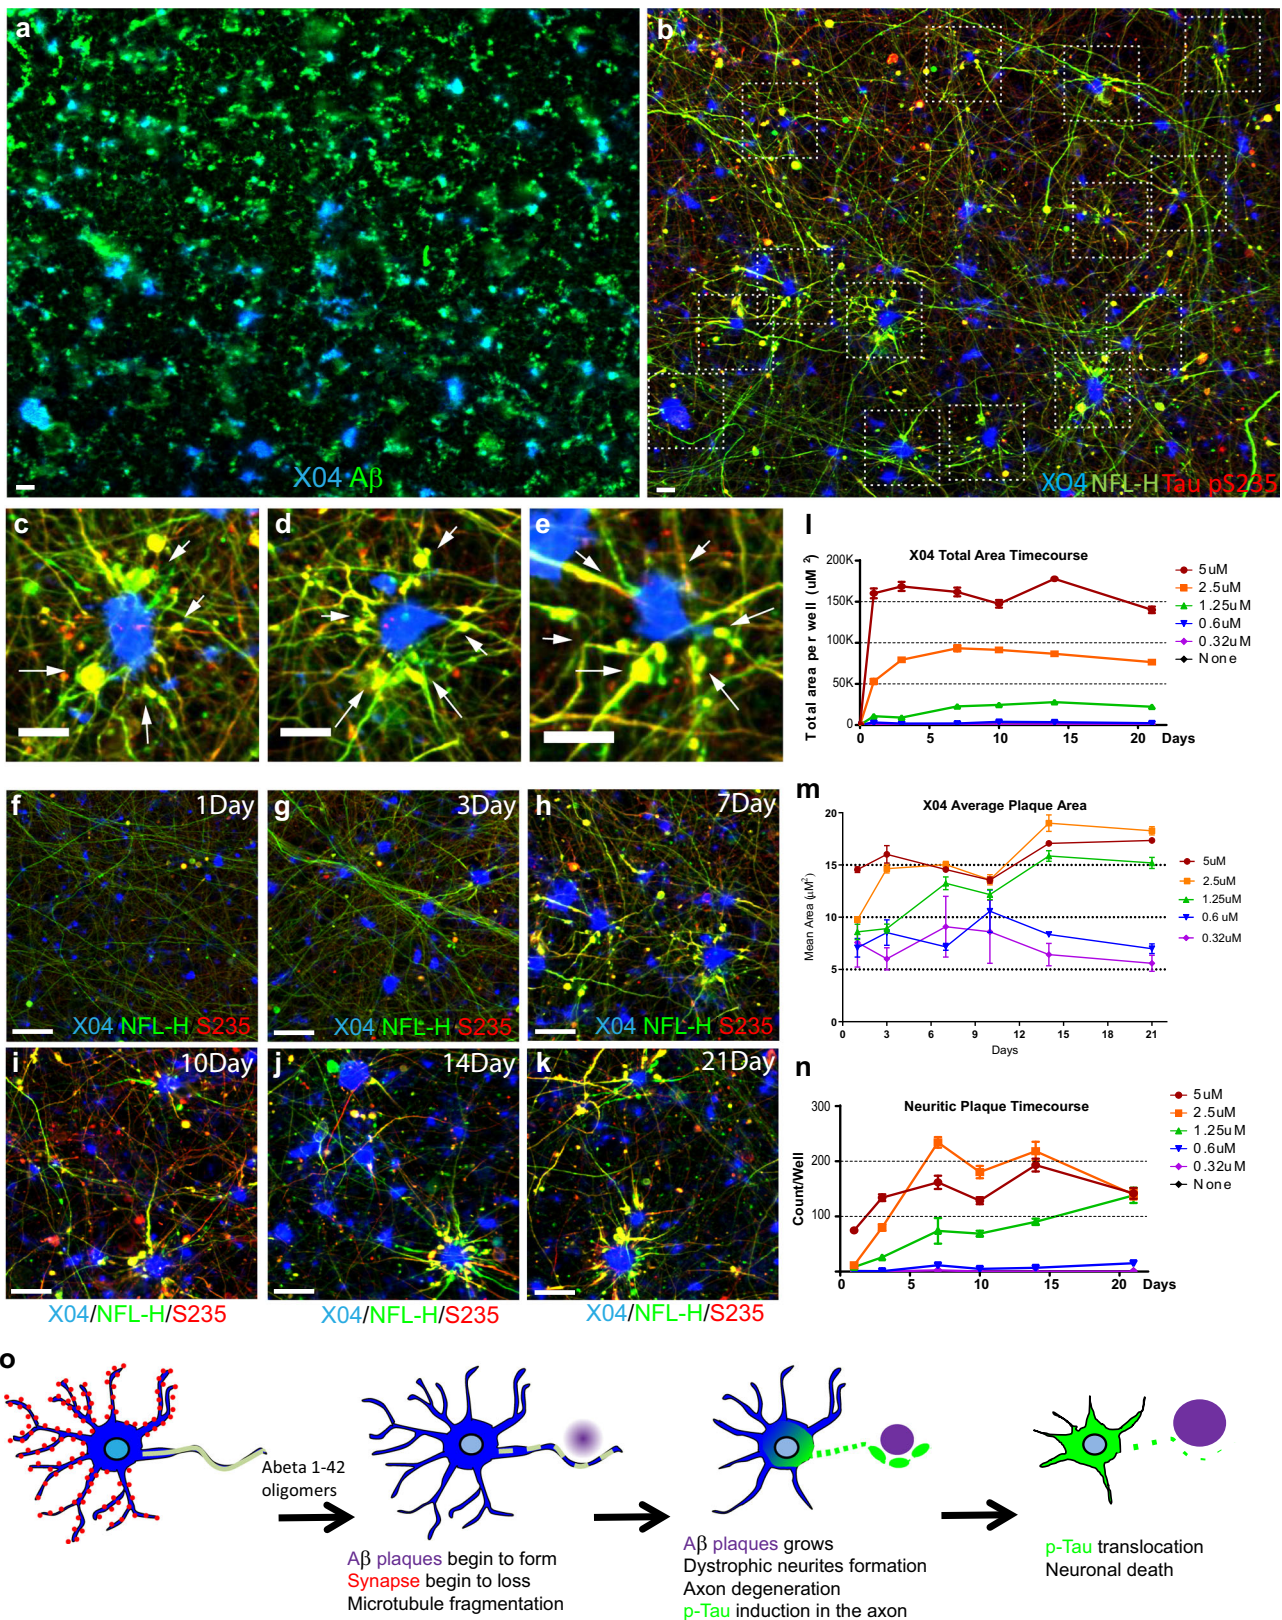 a
X04 Aβ
b
XO4 NFL-H Tau pS235
c
d
e
f
1Day
X04 NFL-H S235
g
3Day
X04 NFL-H S235
h
7Day
X04 NFL-H S235
i
10Day
X04/NFL-H/S235
j
14Day
X04/NFL-H/S235
k
21Day
X04/NFL-H/S235
l
X04 Total Area Timecourse
Total area per well (uM²)
200K
150K
100K
50K
0
0 5 10 15 20 Days
5uM
2.5uM
1.25uM
0.6uM
0.32uM
None
m
X04 Average Plaque Area
Mean Area (μM²)
20
15
10
5
0
0 3 6 9 12 15 18 21
Days
5uM
2.5uM
1.25uM
0.6 uM
0.32uM
n
Neuritic Plaque Timecourse
Count/Well
300
200
100
0 5 10 15 20 Days
5uM
2.5uM
1.25uM
0.6uM
0.32uM
None
o
Abeta 1-42
oligomers
Aβ plaques begin to form
Synapse begin to loss
Microtubule fragmentation
Aβ plaques grows
Dystrophic neurites formation
Axon degeneration
p-Tau induction in the axon
p-Tau translocation
Neuronal death